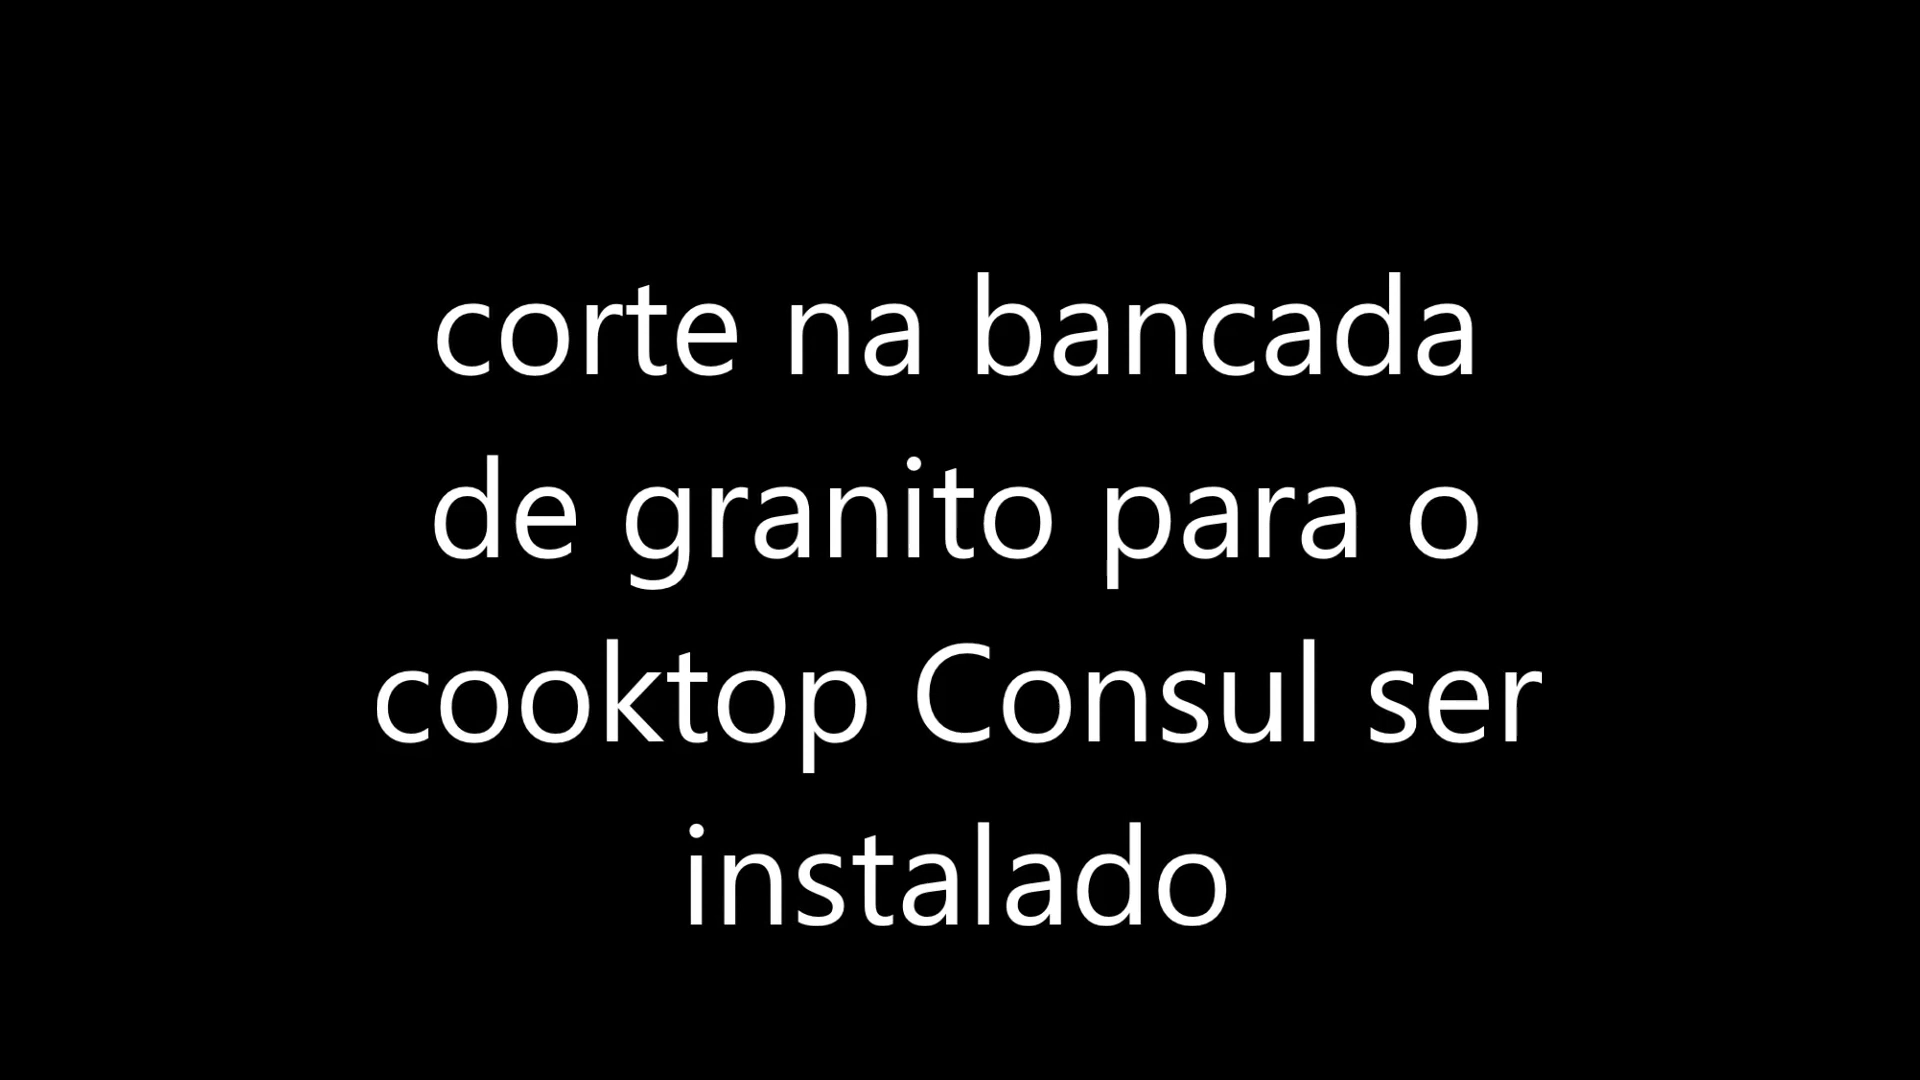 corte na bancada
de granito para o
cooktop Consul ser
instalado